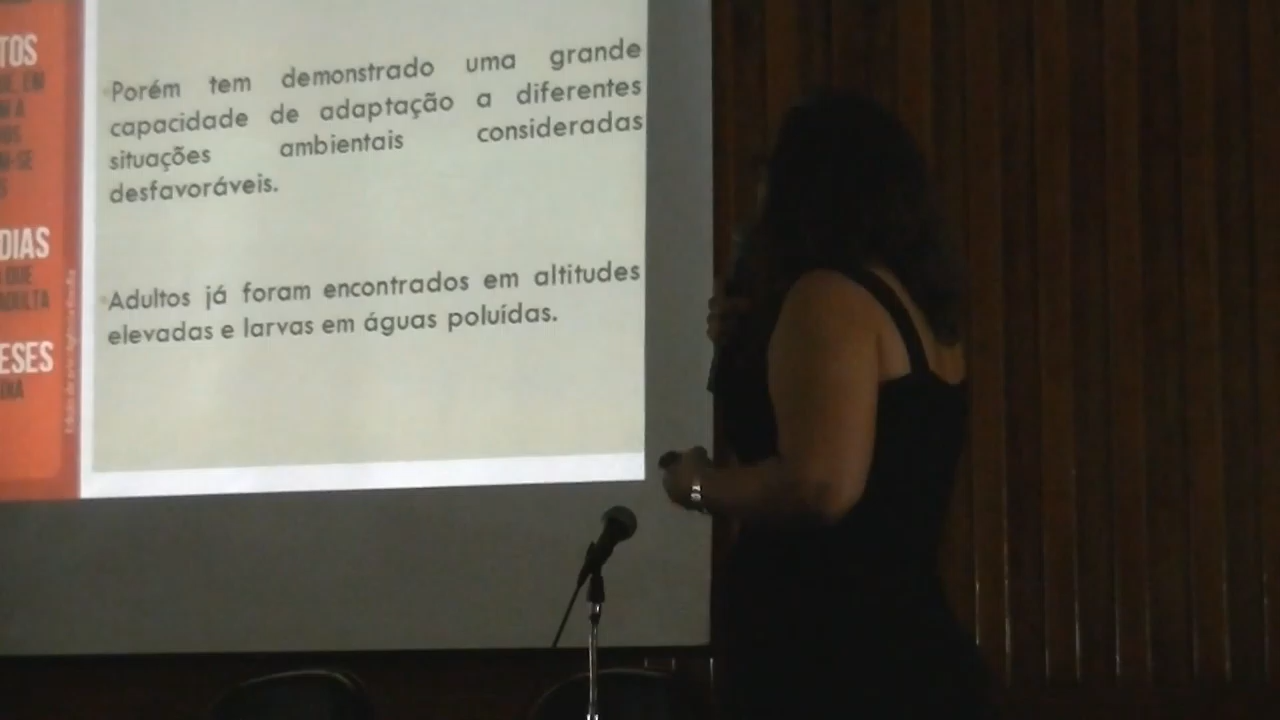 TOS
DIAS
ESES
Porém tem demonstrado uma grande
capacidade de adaptação a diferentes
situações ambientais consideradas
desfavoráveis.
Adultos já foram encontrados em altitudes
elevadas e larvas em águas poluídas.